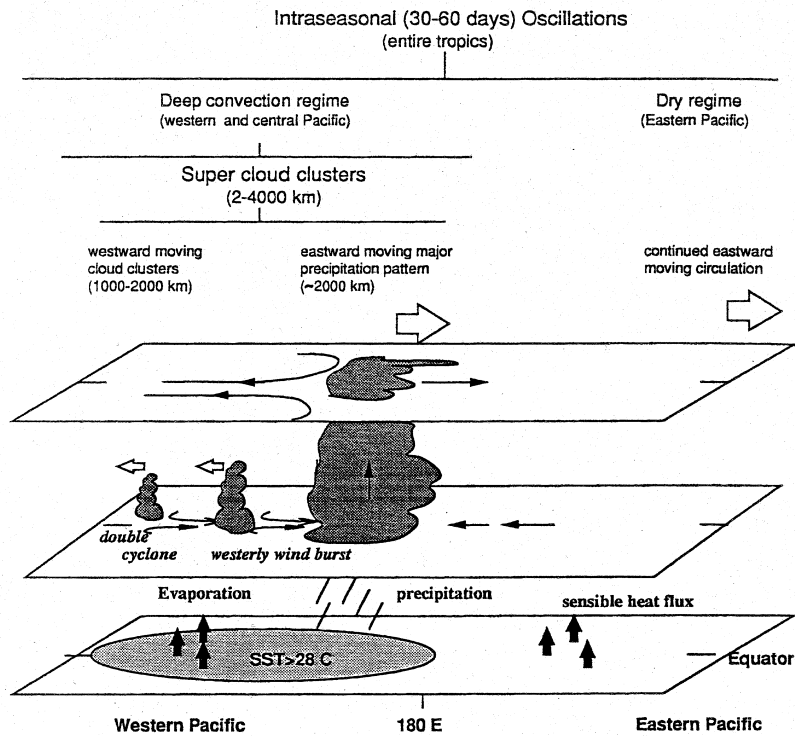 Intraseasonal (30-60 days) Oscillations
(entire tropics)
Deep convection regime
(western and central Pacific)
Dry regime
(Eastern Pacific)
Super cloud clusters
(2-4000 km)
westward moving
cloud clusters
(1000-2000 km)
eastward moving major
precipitation pattern
(~2000 km)
continued eastward
moving circulation
double
cyclone
westerly wind burst
Evaporation
precipitation
sensible heat flux
SST>28 C
Equator
Western Pacific
180 E
Eastern Pacific